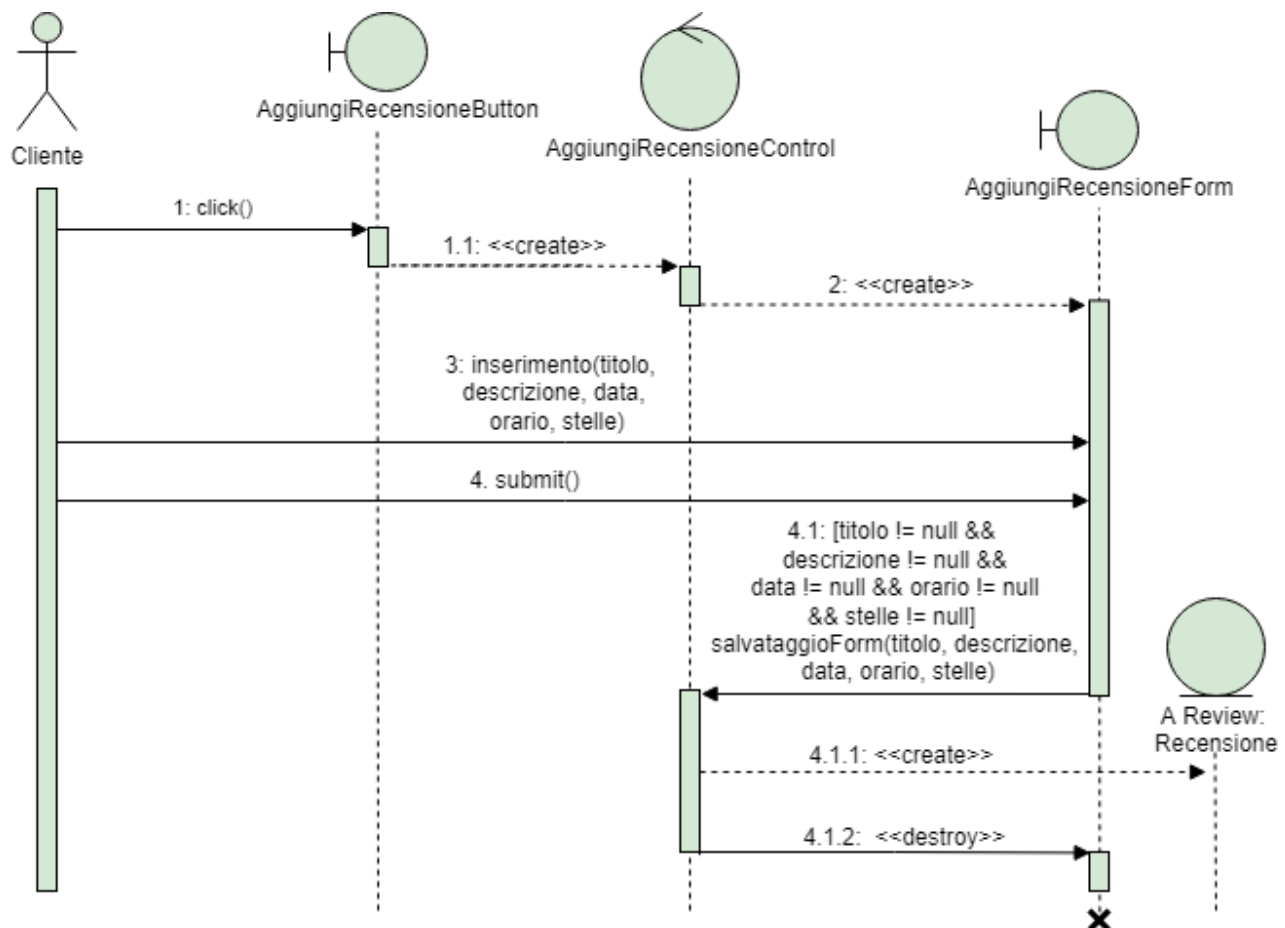 AggiungiRecensioneButton
Cliente
AggiungiRecensioneControl
AggiungiRecensioneForm
1: click()
1.1: <<create>>
2: <<create>>
3: inserimento(titolo,
descrizione, data,
orario, stelle)
4. submit()
4.1: [titolo != null &&
descrizione != null &&
data != null && orario != null
&& stelle != null]
salvataggioForm(titolo, descrizione,
data, orario, stelle)
A Review:
Recensione
4.1.1: <<create>>
4.1.2: <<destroy>>